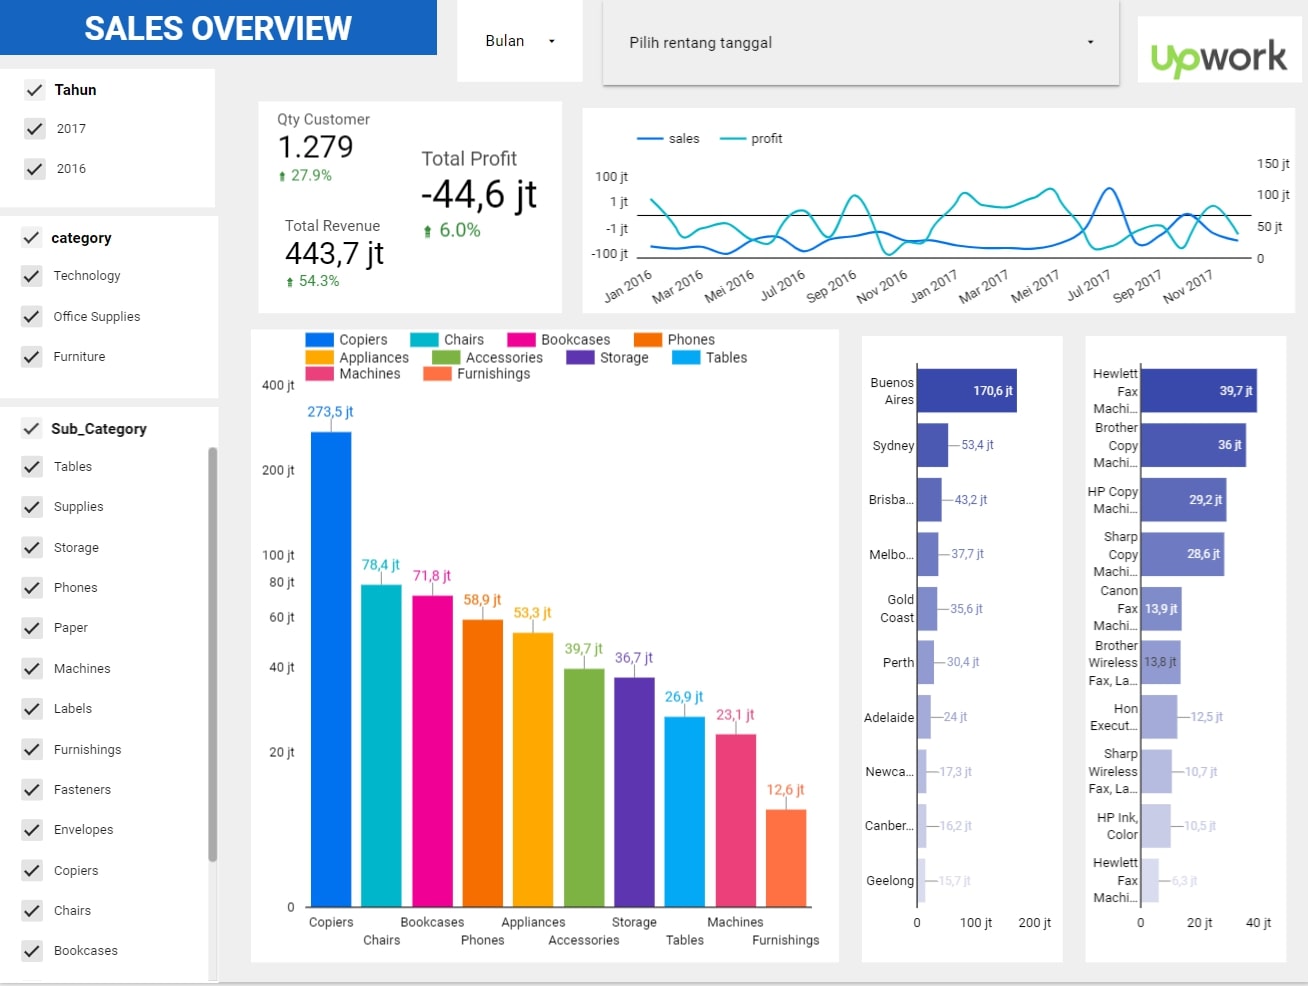 SALES OVERVIEW
Bulan
Pilih rentang tanggal
upwork
Tahun
2017
2016
category
Technology
Office Supplies
Furniture
Sub_Category
Tables
Supplies
Storage
Phones
Paper
Machines
Labels
Furnishings
Fasteners
Envelopes
Copiers
Chairs
Bookcases
Qty Customer
1.279
27.9%
Total Profit
-44,6 jt
6.0%
Total Revenue
443,7 jt
54.3%
sales profit
100 jt
1 jt
-1 jt
-100 jt
150 jt
100 jt
50 jt
0
Jan 2016
Mar 2016
Mei 2016
Jul 2016
Sep 2016
Nov 2016
Jan 2017
Mar 2017
Mei 2017
Jul 2017
Sep 2017
Nov 2017
Copiers Chairs Bookcases Phones
Appliances Accessories Storage Tables
Machines Furnishings
400 jt
200 jt
100 jt
80 jt
60 jt
40 jt
20 jt
0
273,5 jt
78,4 jt
71,8 jt
58,9 jt
53,3 jt
39,7 jt
36,7 jt
26,9 jt
23,1 jt
12,6 jt
Copiers
Chairs
Bookcases
Phones
Appliances
Accessories
Storage
Tables
Machines
Furnishings
Buenos
Aires
170,6 jt
Sydney
53,4 jt
Brisba...
43,2 jt
Melbo...
37,7 jt
Gold
Coast
35,6 jt
Perth
30,4 jt
Adelaide
24 jt
Newca...
17,3 jt
Canber...
16,2 jt
Geelong
15,7 jt
0 100 jt 200 jt
Hewlett
Fax
Machi...
39,7 jt
Brother
Copy
Machi...
36 jt
HP Copy
Machi...
29,2 jt
Sharp
Copy
Machi...
28,6 jt
Canon
Fax
Machi...
13,9 jt
Brother
Wireless
Fax, La...
13,8 jt
Hon
Execut...
12,5 jt
Sharp
Wireless
Fax, La...
10,7 jt
HP Ink,
Color
10,5 jt
Hewlett
Fax
Machi...
6,3 jt
0 20 jt 40 jt